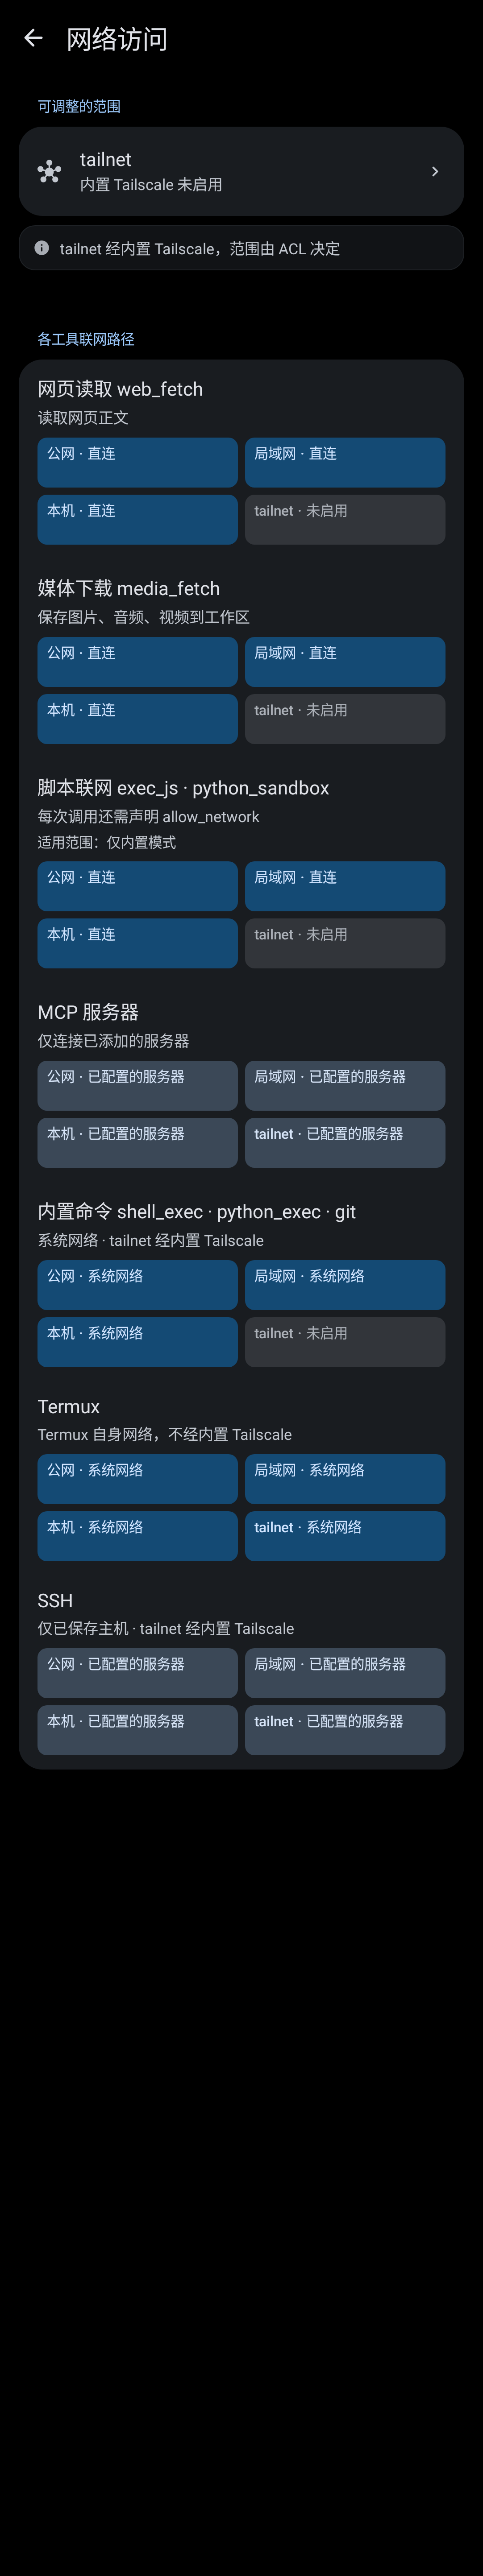 网络访问
可调整的范围
tailnet
内置 Tailscale 未启用
tailnet 经内置 Tailscale，范围由 ACL 决定
各工具联网路径
网页读取 web_fetch
读取网页正文
公网 · 直连
局域网 · 直连
本机 · 直连
tailnet · 未启用
媒体下载 media_fetch
保存图片、音频、视频到工作区
公网 · 直连
局域网 · 直连
本机 · 直连
tailnet · 未启用
脚本联网 exec_js · python_sandbox
每次调用还需声明 allow_network
适用范围：仅内置模式
公网 · 直连
局域网 · 直连
本机 · 直连
tailnet · 未启用
MCP 服务器
仅连接已添加的服务器
公网 · 已配置的服务器
局域网 · 已配置的服务器
本机 · 已配置的服务器
tailnet · 已配置的服务器
内置命令 shell_exec · python_exec · git
系统网络 · tailnet 经内置 Tailscale
公网 · 系统网络
局域网 · 系统网络
本机 · 系统网络
tailnet · 未启用
Termux
Termux 自身网络，不经内置 Tailscale
公网 · 系统网络
局域网 · 系统网络
本机 · 系统网络
tailnet · 系统网络
SSH
仅已保存主机 · tailnet 经内置 Tailscale
公网 · 已配置的服务器
局域网 · 已配置的服务器
本机 · 已配置的服务器
tailnet · 已配置的服务器